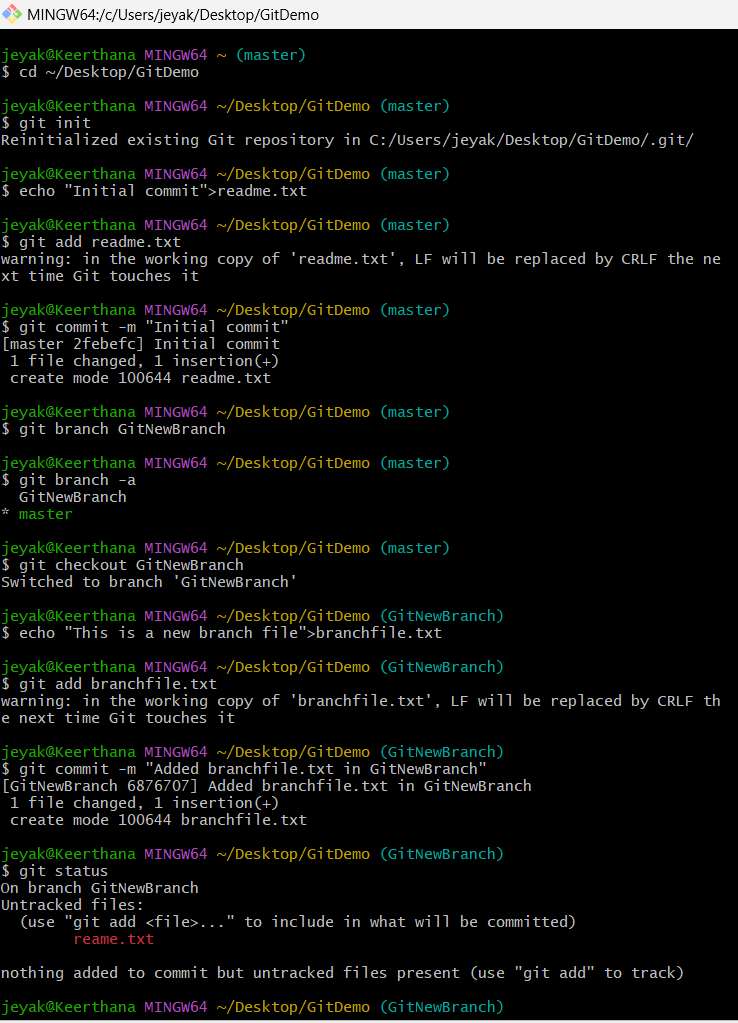 MINGW64:/c/Users/jeyak/Desktop/GitDemo
jeyak@Keerthana MINGW64 ~ (master)
$ cd ~/Desktop/GitDemo
jeyak@Keerthana MINGW64 ~/Desktop/GitDemo (master)
$ git init
Reinitialized existing Git repository in C:/Users/jeyak/Desktop/GitDemo/.git/
jeyak@Keerthana MINGW64 ~/Desktop/GitDemo (master)
$ echo "Initial commit">readme.txt
jeyak@Keerthana MINGW64 ~/Desktop/GitDemo (master)
$ git add readme.txt
warning: in the working copy of 'readme.txt', LF will be replaced by CRLF the ne
xt time Git touches it
jeyak@Keerthana MINGW64 ~/Desktop/GitDemo (master)
$ git commit -m "Initial commit"
[master 2febefc] Initial commit
 1 file changed, 1 insertion(+)
 create mode 100644 readme.txt
jeyak@Keerthana MINGW64 ~/Desktop/GitDemo (master)
$ git branch GitNewBranch
jeyak@Keerthana MINGW64 ~/Desktop/GitDemo (master)
$ git branch -a
  GitNewBranch
* master
jeyak@Keerthana MINGW64 ~/Desktop/GitDemo (master)
$ git checkout GitNewBranch
Switched to branch 'GitNewBranch'
jeyak@Keerthana MINGW64 ~/Desktop/GitDemo (GitNewBranch)
$ echo "This is a new branch file">branchfile.txt
jeyak@Keerthana MINGW64 ~/Desktop/GitDemo (GitNewBranch)
$ git add branchfile.txt
warning: in the working copy of 'branchfile.txt', LF will be replaced by CRLF th
e next time Git touches it
jeyak@Keerthana MINGW64 ~/Desktop/GitDemo (GitNewBranch)
$ git commit -m "Added branchfile.txt in GitNewBranch"
[GitNewBranch 6876707] Added branchfile.txt in GitNewBranch
 1 file changed, 1 insertion(+)
 create mode 100644 branchfile.txt
jeyak@Keerthana MINGW64 ~/Desktop/GitDemo (GitNewBranch)
$ git status
On branch GitNewBranch
Untracked files:
  (use "git add <file>..." to include in what will be committed)
        reame.txt
nothing added to commit but untracked files present (use "git add" to track)
jeyak@Keerthana MINGW64 ~/Desktop/GitDemo (GitNewBranch)